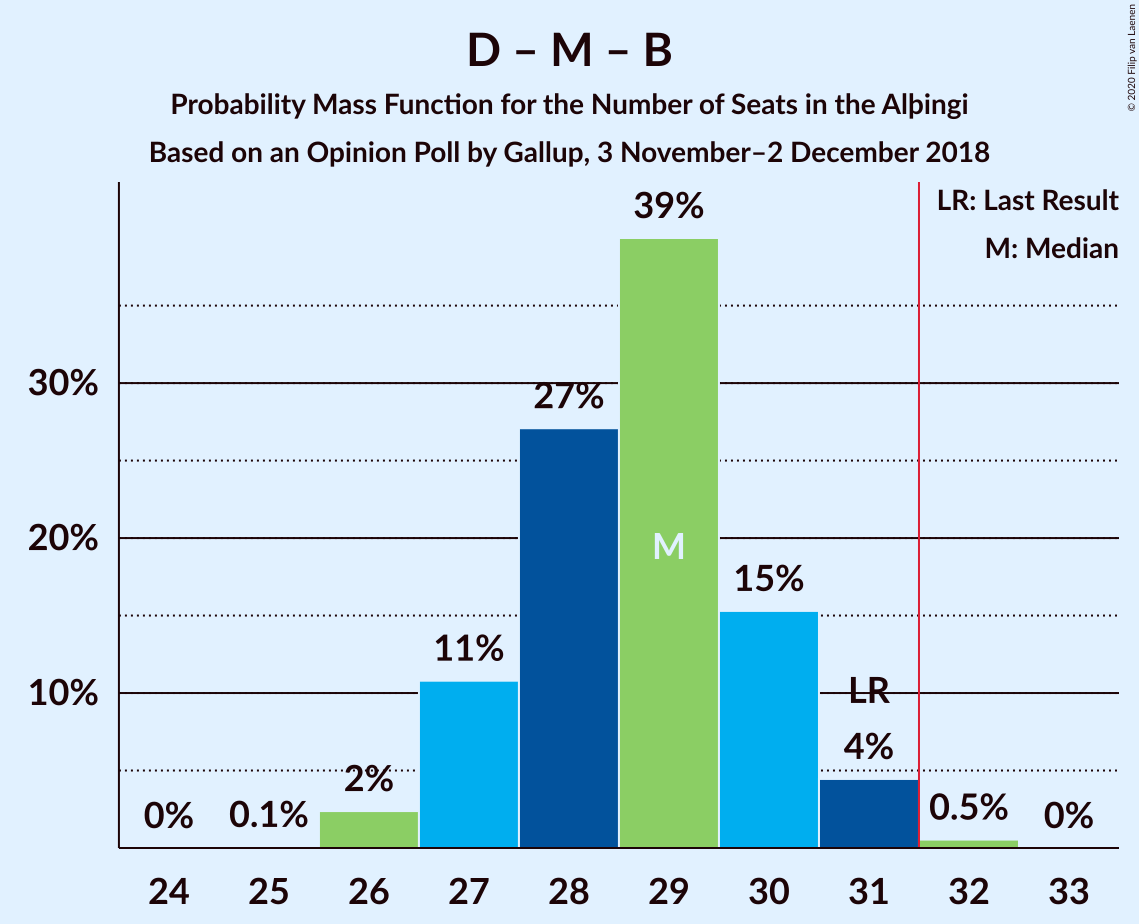 D – M – B
Probability Mass Function for the Number of Seats in the Alþingi
Based on an Opinion Poll by Gallup, 3 November–2 December 2018
© 2020 Filip van Laenen
LR: Last Result
M: Median
39%
30%
27%
20%
M
15%
11%
10%
LR
4%
2%
0%
0.1%
0.5%
0%
24 25 26 27 28 29 30 31 32 33